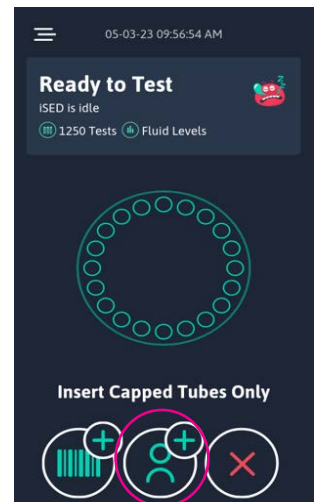 05-03-23 09:56:54 AM
Ready to Test
iSED is idle
1250 Tests Fluid Levels
Insert Capped Tubes Only